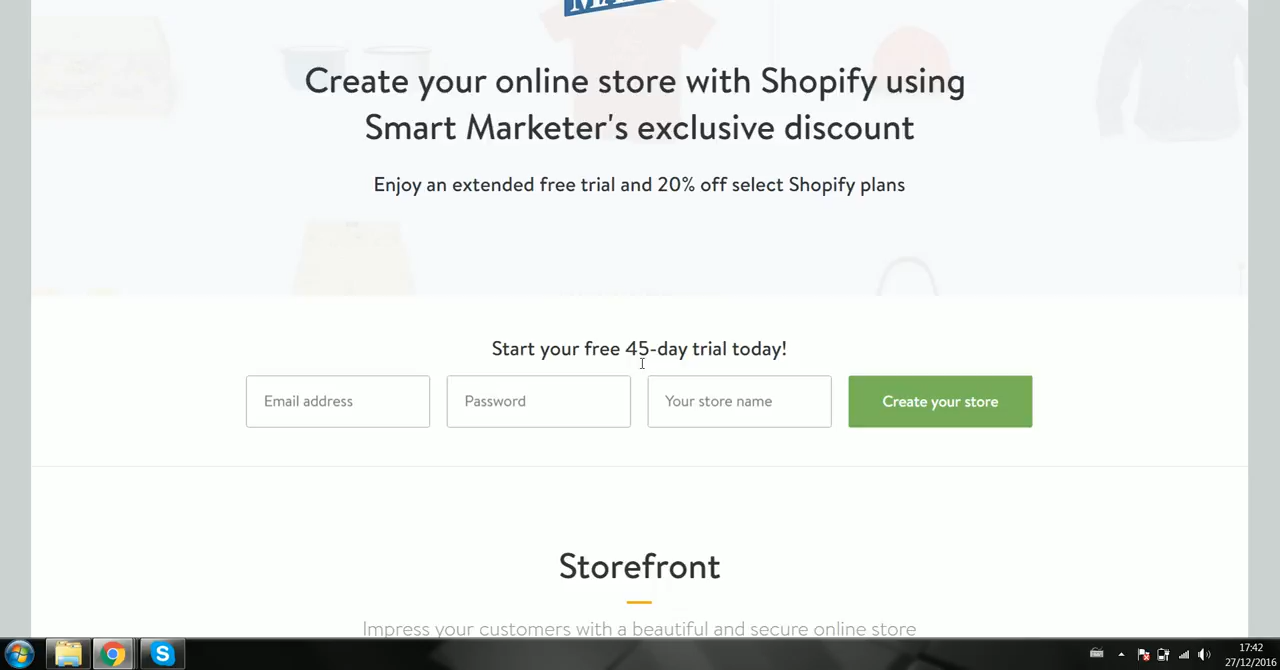 Create your online store with Shopify using
Smart Marketer's exclusive discount
Enjoy an extended free trial and 20% off select Shopify plans
Start your free 45-day trial today!
Email address
Password
Your store name
Create your store
Storefront
Impress your customers with a beautiful and secure online store
17:42
27/12/2016